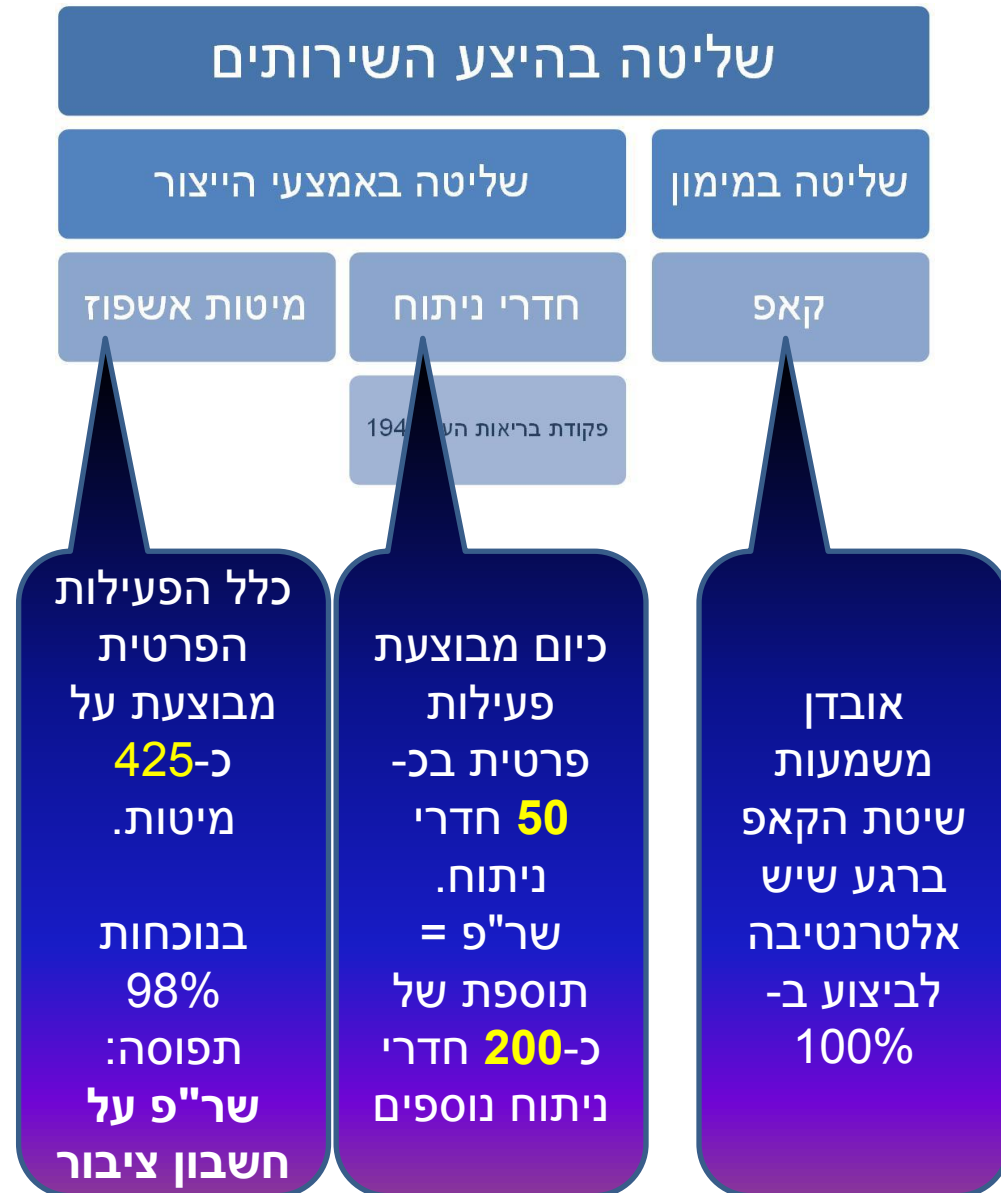 שליטה בהיצע השירותים
שליטה במימון
שליטה באמצעי הייצור
קאפ
חדרי ניתוח
מיטות אשפוז
פקודת בריאות 194
אובדן
משמעות
שיטת הקאפ
ברגע שיש
אלטרנטיבה
לביצוע ב-
100%
כיום מבוצעת
פעילות
פרטית בכ-
50 חדרי
ניתוח.
שר"פ =
תוספת של
כ-200 חדרי
ניתוח נוספים
כלל הפעילות
הפרטית
מבוצעת על
כ-425
מיטות.
בנוכחות
98%
תפוסה:
שר"פ על
חשבון ציבור